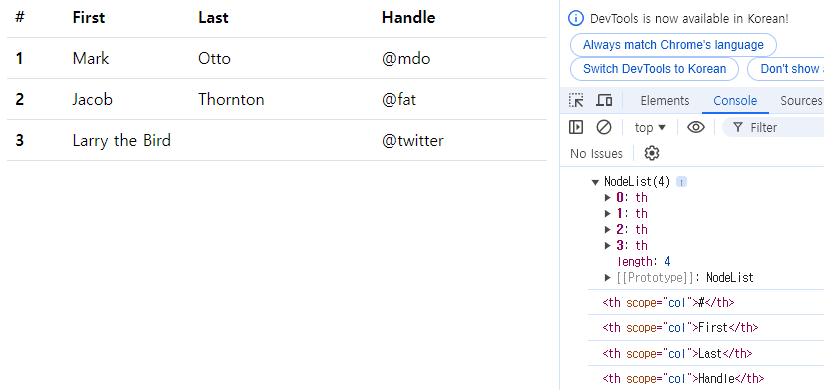 # First Last Handle
1 Mark Otto @mdo
2 Jacob Thornton @fat
3 Larry the Bird @twitter
DevTools is now available in Korean!
Always match Chrome's language
Switch DevTools to Korean Don't show
Elements Console Sources
top Filter
No Issues
NodeList(4) i
0: th
1: th
2: th
3: th
length: 4
[[Prototype]]: NodeList
<th scope="col">#</th>
<th scope="col">First</th>
<th scope="col">Last</th>
<th scope="col">Handle</th>